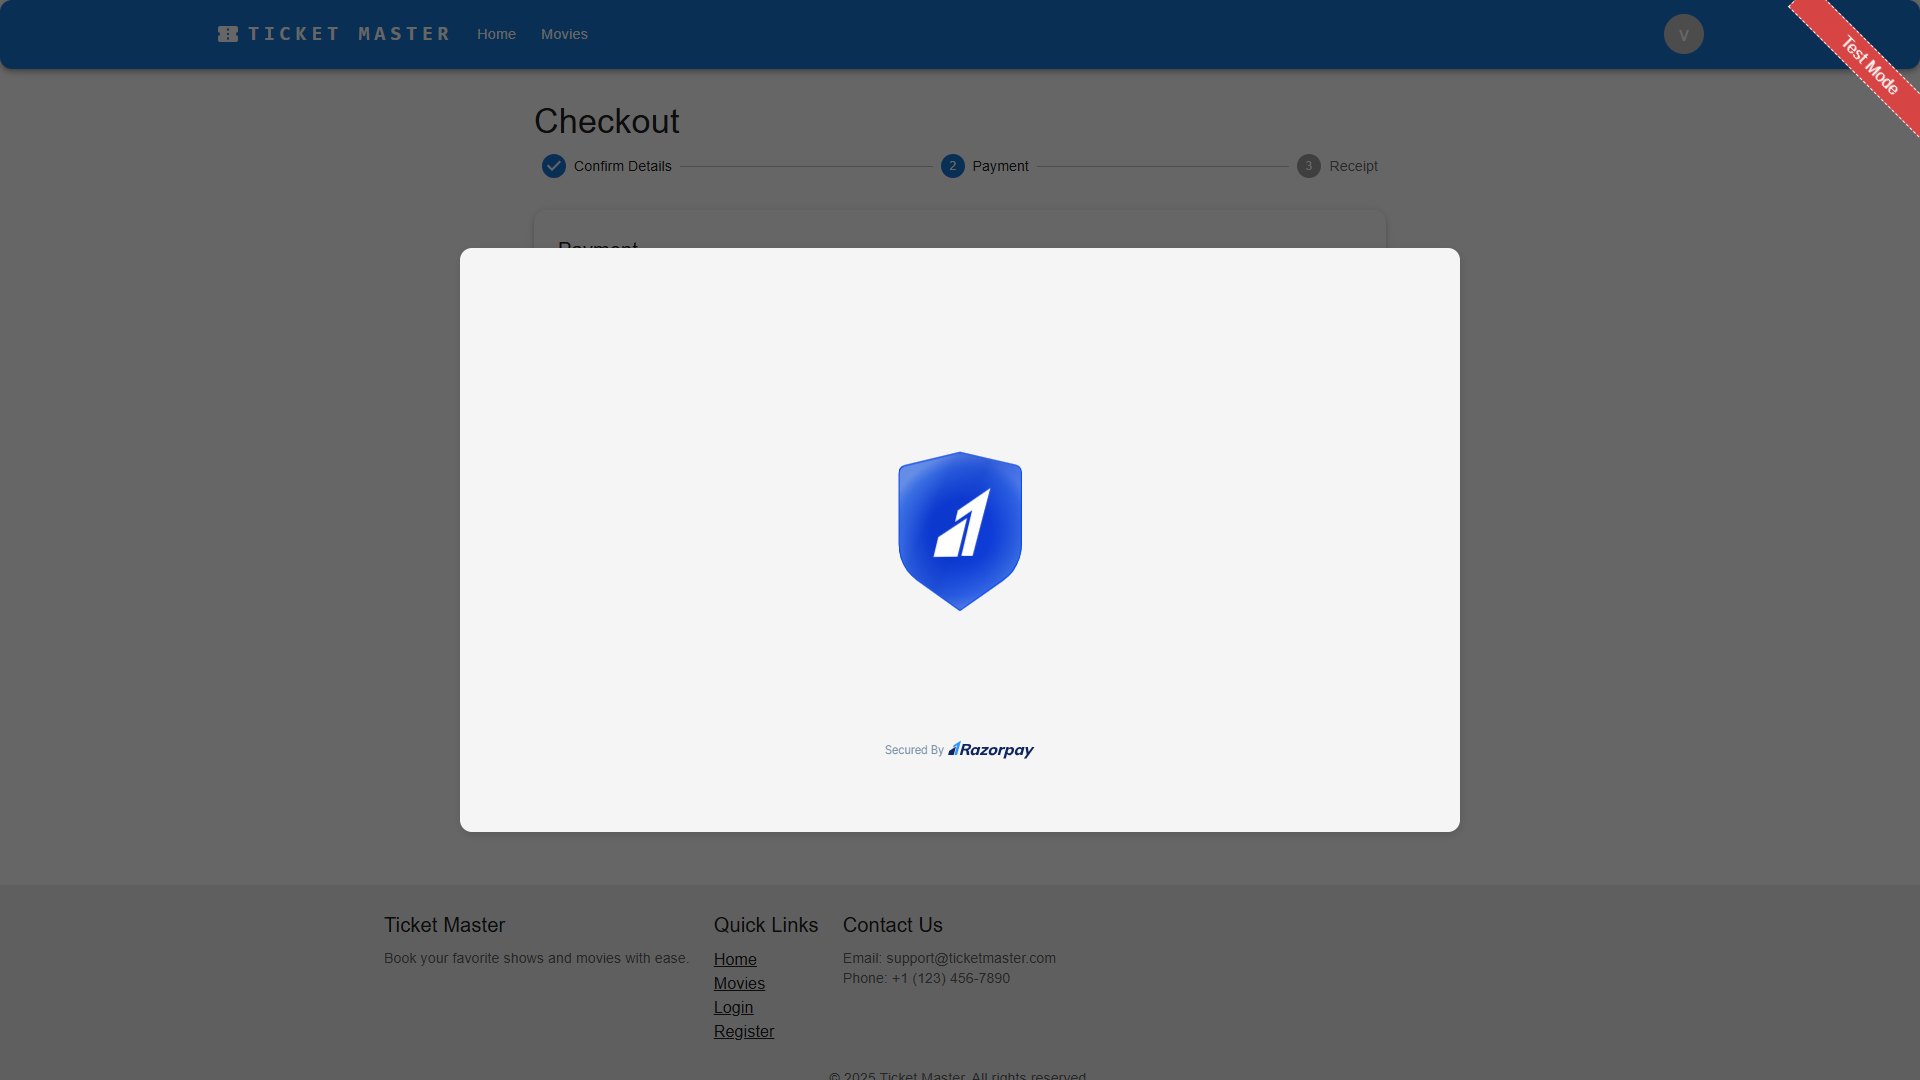 TICKET MASTER
Home
Movies
V
Test Mode
Checkout
Confirm Details
2
Payment
3
Receipt
Payment
Secured By Razorpay
Ticket Master
Book your favorite shows and movies with ease.
Quick Links
Home
Movies
Login
Register
Contact Us
Email: support@ticketmaster.com
Phone: +1 (123) 456-7890
© 2025 Ticket Master. All rights reserved.